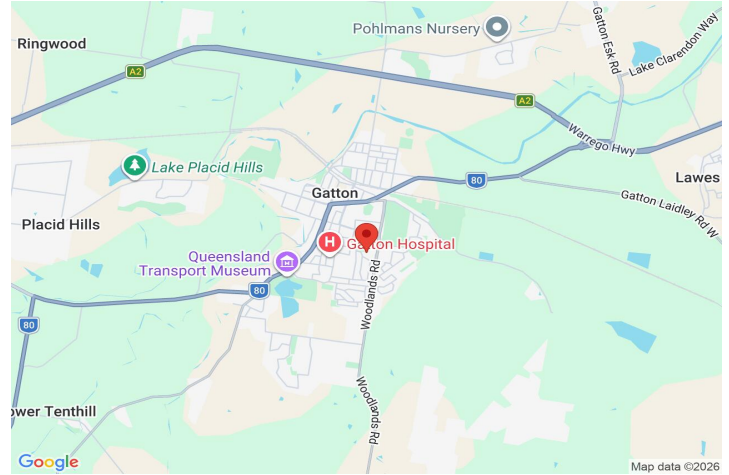 Ringwood
Pohlmans Nursery
Gatton Esk Rd
Lake Clarendon Way
A2
A2
Warrego Hwy
Lake Placid Hills
80
Lawes
Gatton
Gatton Laidley Rd W
Placid Hills
H
Gatton Hospital
Queensland
Transport Museum
80
Woodlands Rd
80
Woodlands Rd
ower Tenthill
Google
Map data ©2026